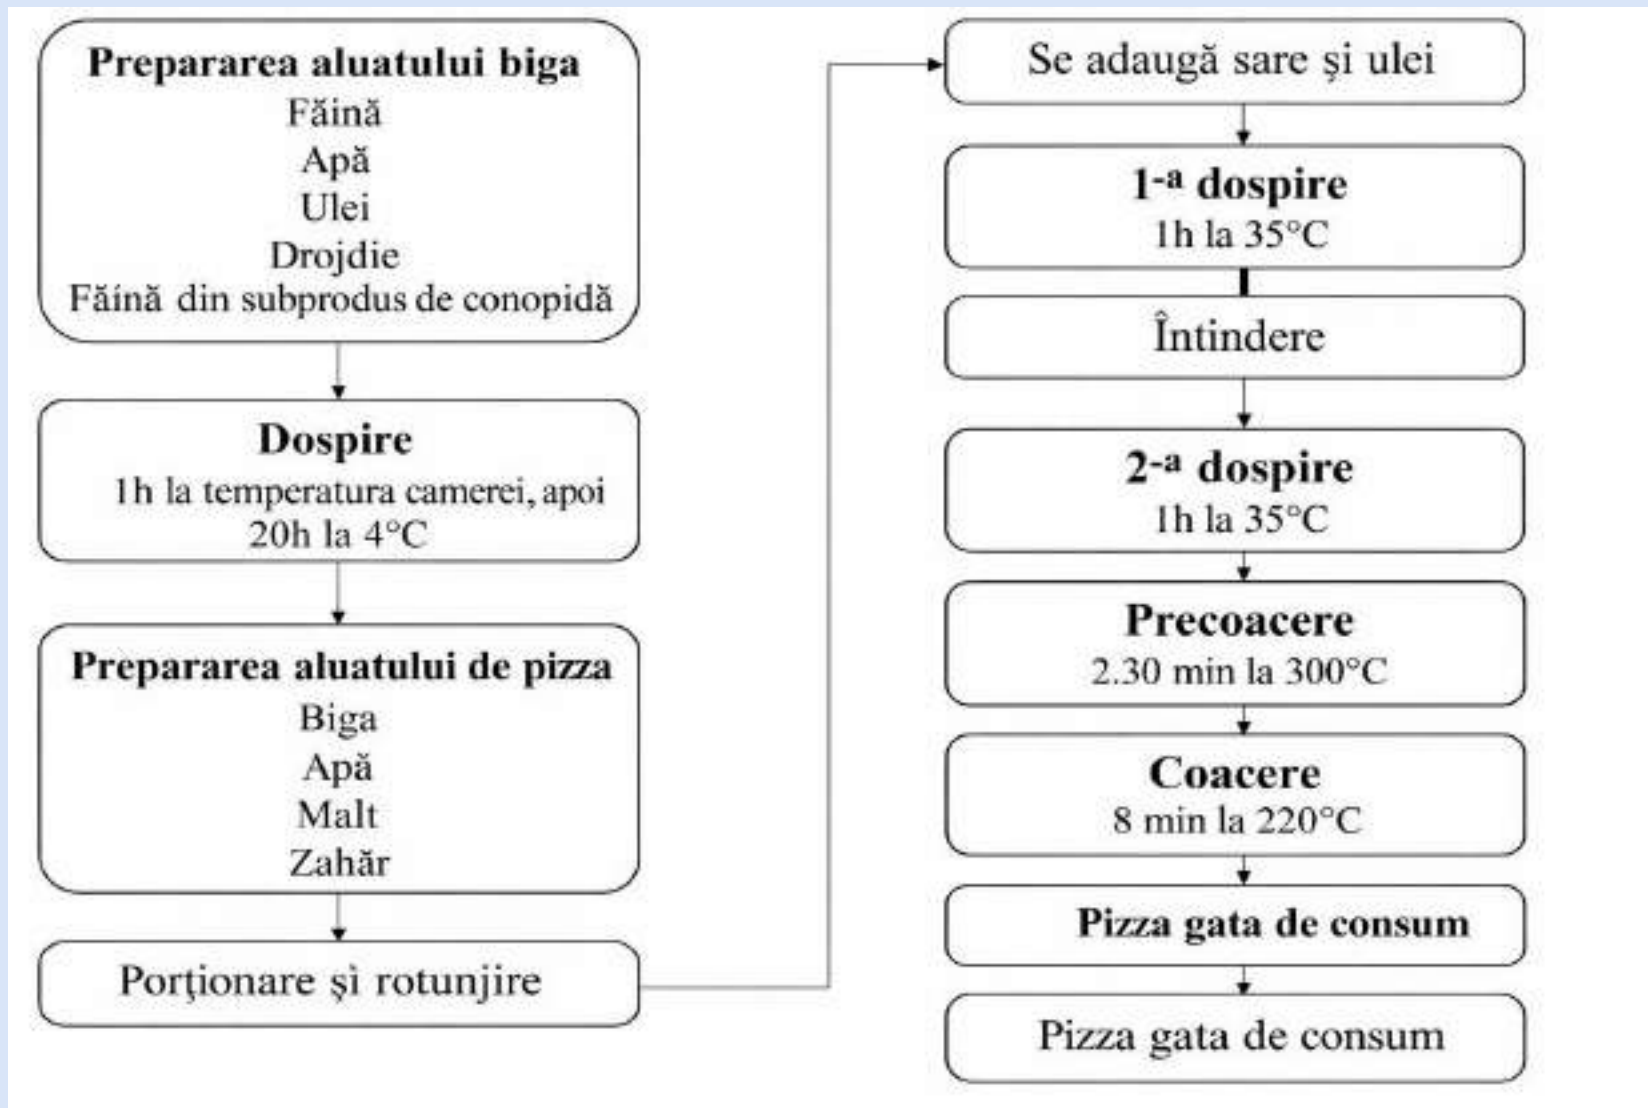 Prepararea aluatului biga
Făină
Apă
Ulei
Drojdie
Făínă din subprodus de conopidă
Dospire
1h la temperatura camerei, apoi
20h la 4°C
Prepararea aluatului de pizza
Biga
Apă
Malt
Zahăr
Porţionare şì rotunjire
Se adaugă sare şi ulei
1-a dospire
1h la 35°C
Întindere
2-a dospire
1h la 35°C
Precoacere
2.30 min la 300°C
Coacere
8 min la 220°C
Pizza gata de consum
Pizza gata de consum